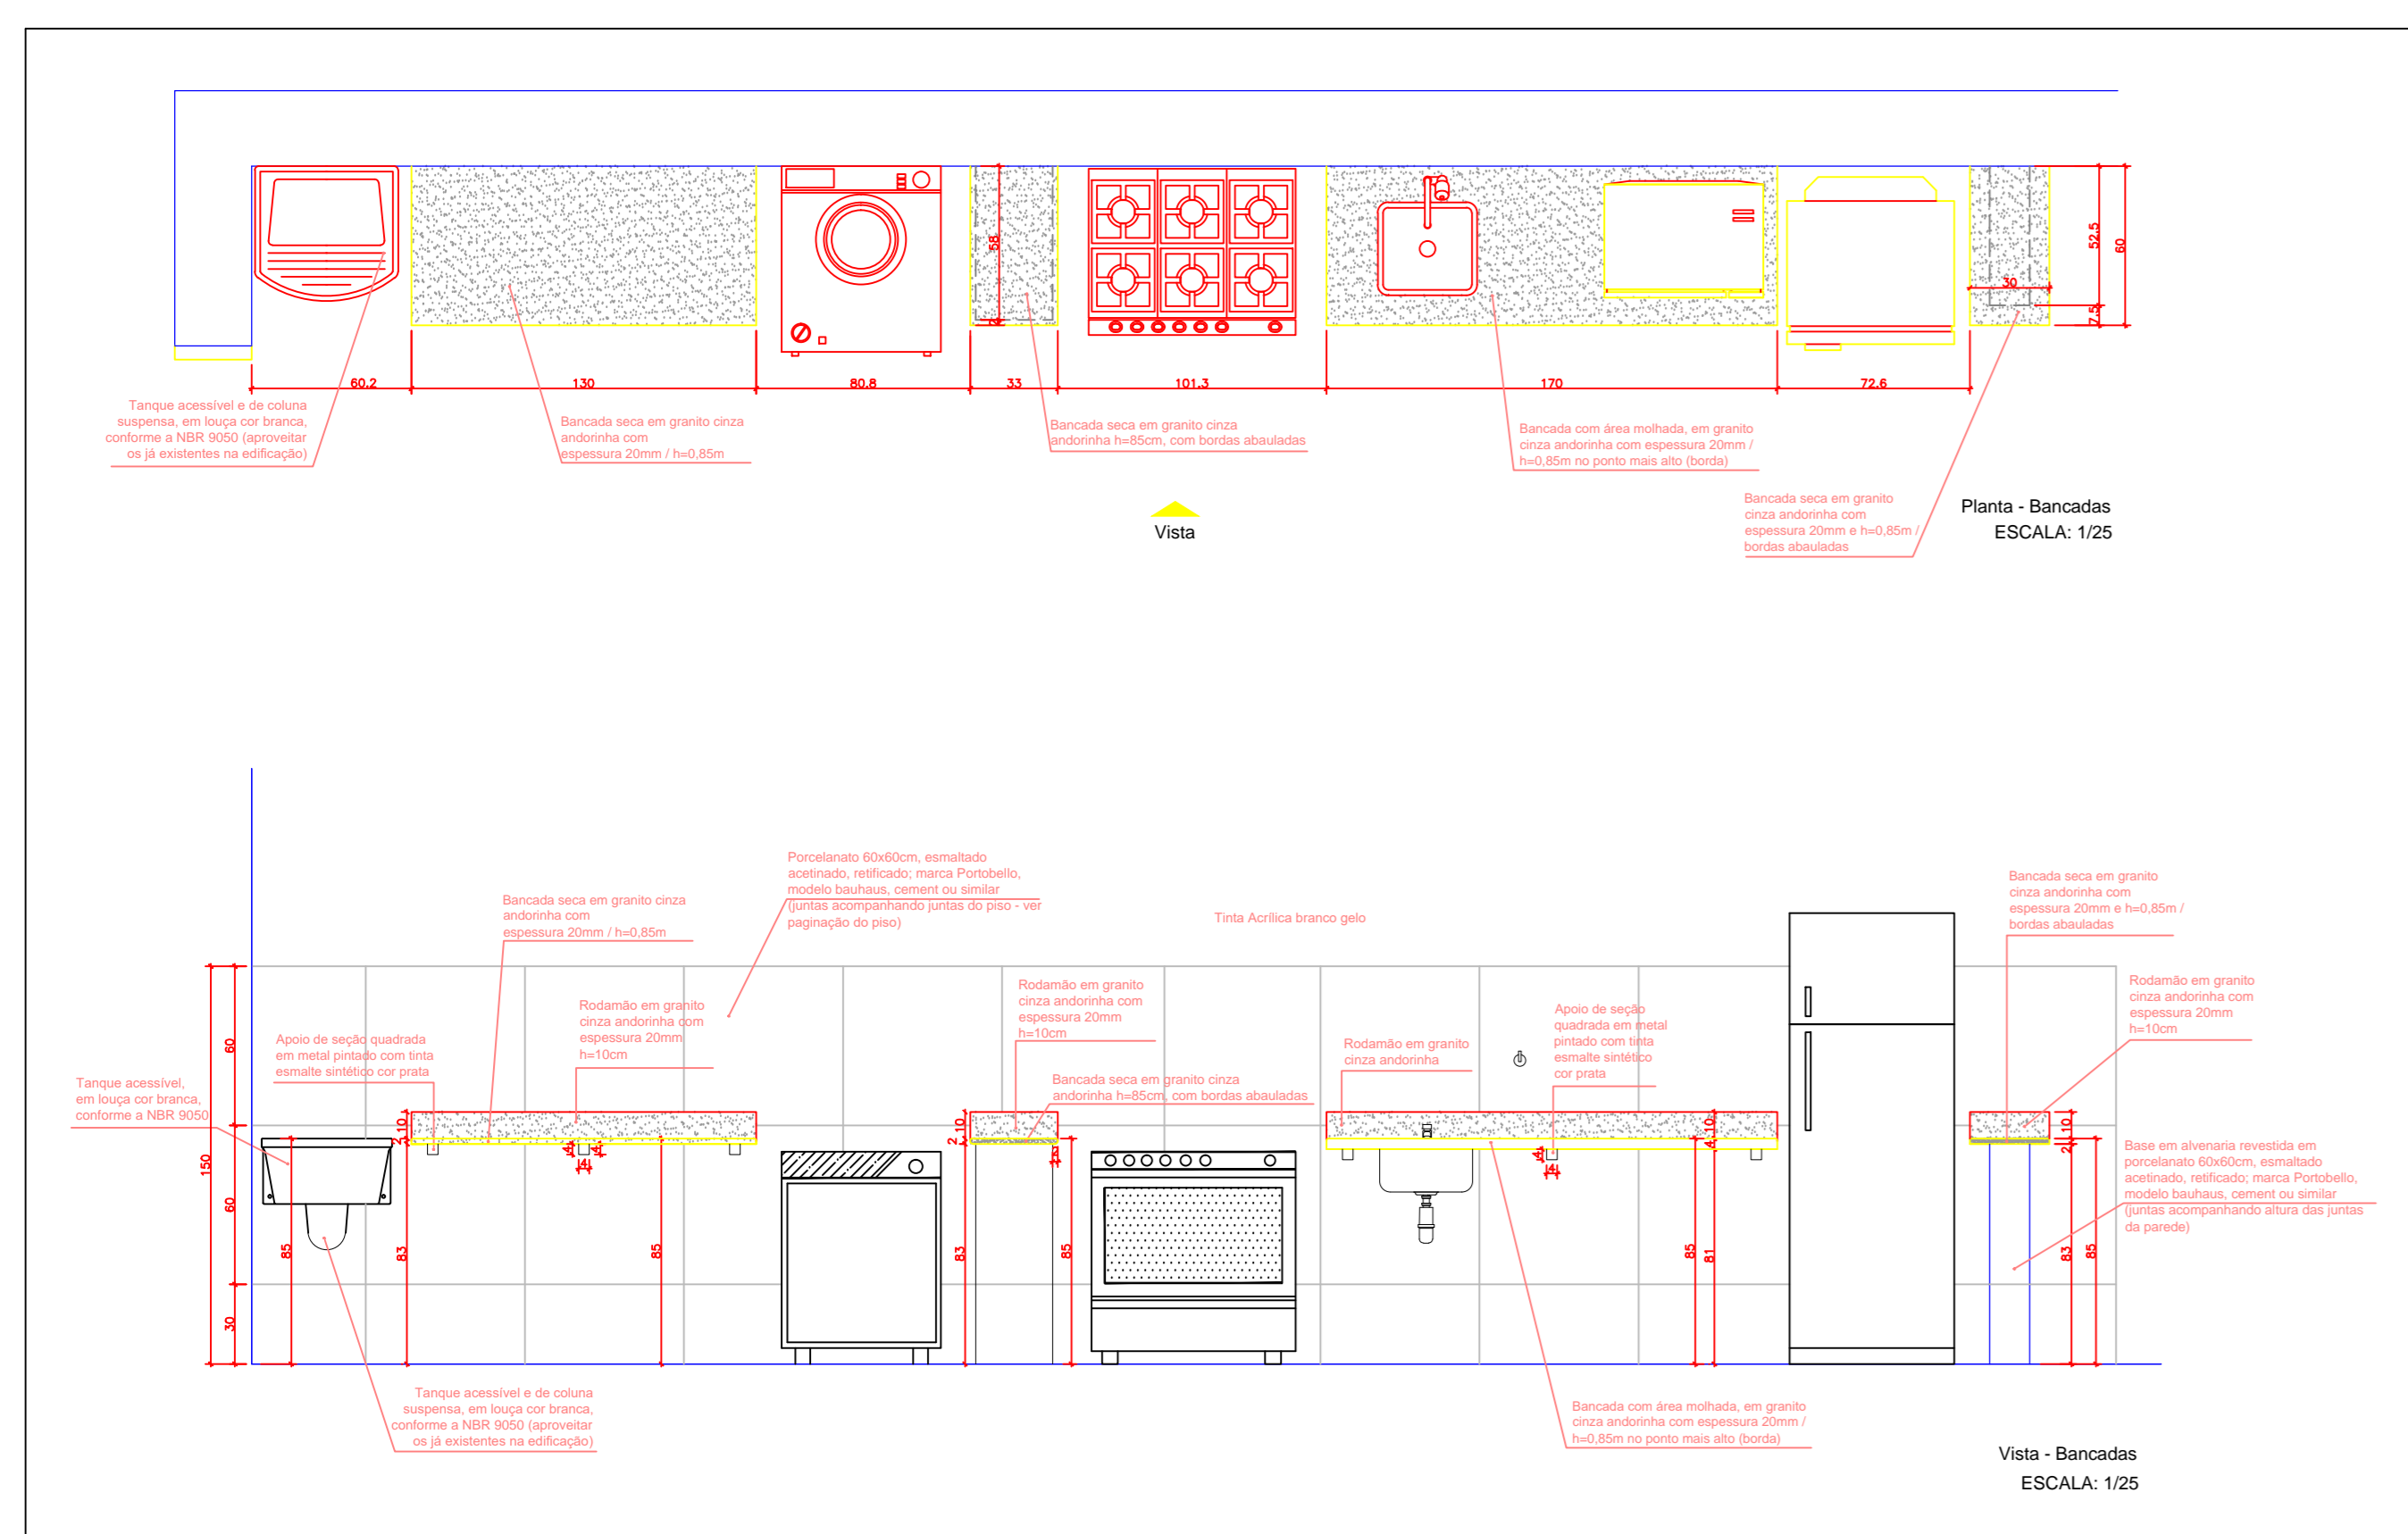 58
2
52.5
60
30
7.5
60.2
130
80.8
33
101.3
170
72.6
Tanque acessível e de coluna
suspensa, em louça cor branca,
conforme a NBR 9050 (aproveitar
os já existentes na edificação)
Bancada seca em granito cinza
andorinha com
espessura 20mm / h=0,85m
Bancada seca em granito cinza
andorinha h=85cm, com bordas abauladas
Bancada com área molhada, em granito
cinza andorinha com espessura 20mm /
h=0,85m no ponto mais alto (borda)
Bancada seca em granito
cinza andorinha com
espessura 20mm e h=0,85m /
bordas abauladas
Vista
Planta - Bancadas
ESCALA: 1/25
Porcelanato 60x60cm, esmaltado
acetinado, retificado; marca Portobello,
modelo bauhaus, cement ou similar
(juntas acompanhando juntas do piso - ver
paginação do piso)
Bancada seca em granito cinza
andorinha com
espessura 20mm / h=0,85m
Tinta Acrílica branco gelo
Bancada seca em granito
cinza andorinha com
espessura 20mm e h=0,85m /
bordas abauladas
Rodamão em granito
cinza andorinha com
espessura 20mm
h=10cm
Rodamão em granito
cinza andorinha com
espessura 20mm
h=10cm
Rodamão em granito
cinza andorinha com
espessura 20mm
h=10cm
Apoio de seção quadrada
em metal pintado com tinta
esmalte sintético cor prata
Rodamão em granito
cinza andorinha
Apoio de seção
quadrada em metal
pintado com tinta
esmalte sintético
cor prata
Tanque acessível,
em louça cor branca,
conforme a NBR 9050
Bancada seca em granito cinza
andorinha h=85cm, com bordas abauladas
Base em alvenaria revestida em
porcelanato 60x60cm, esmaltado
acetinado, retificado; marca Portobello,
modelo bauhaus, cement ou similar
(juntas acompanhando altura das juntas
da parede)
150
60
60
30
85
10
2
83
4
4
4
85
10
2
83
2
85
4
4
85
10
4
81
10
2
83
85
Tanque acessível e de coluna
suspensa, em louça cor branca,
conforme a NBR 9050 (aproveitar
os já existentes na edificação)
Bancada com área molhada, em granito
cinza andorinha com espessura 20mm /
h=0,85m no ponto mais alto (borda)
Vista - Bancadas
ESCALA: 1/25